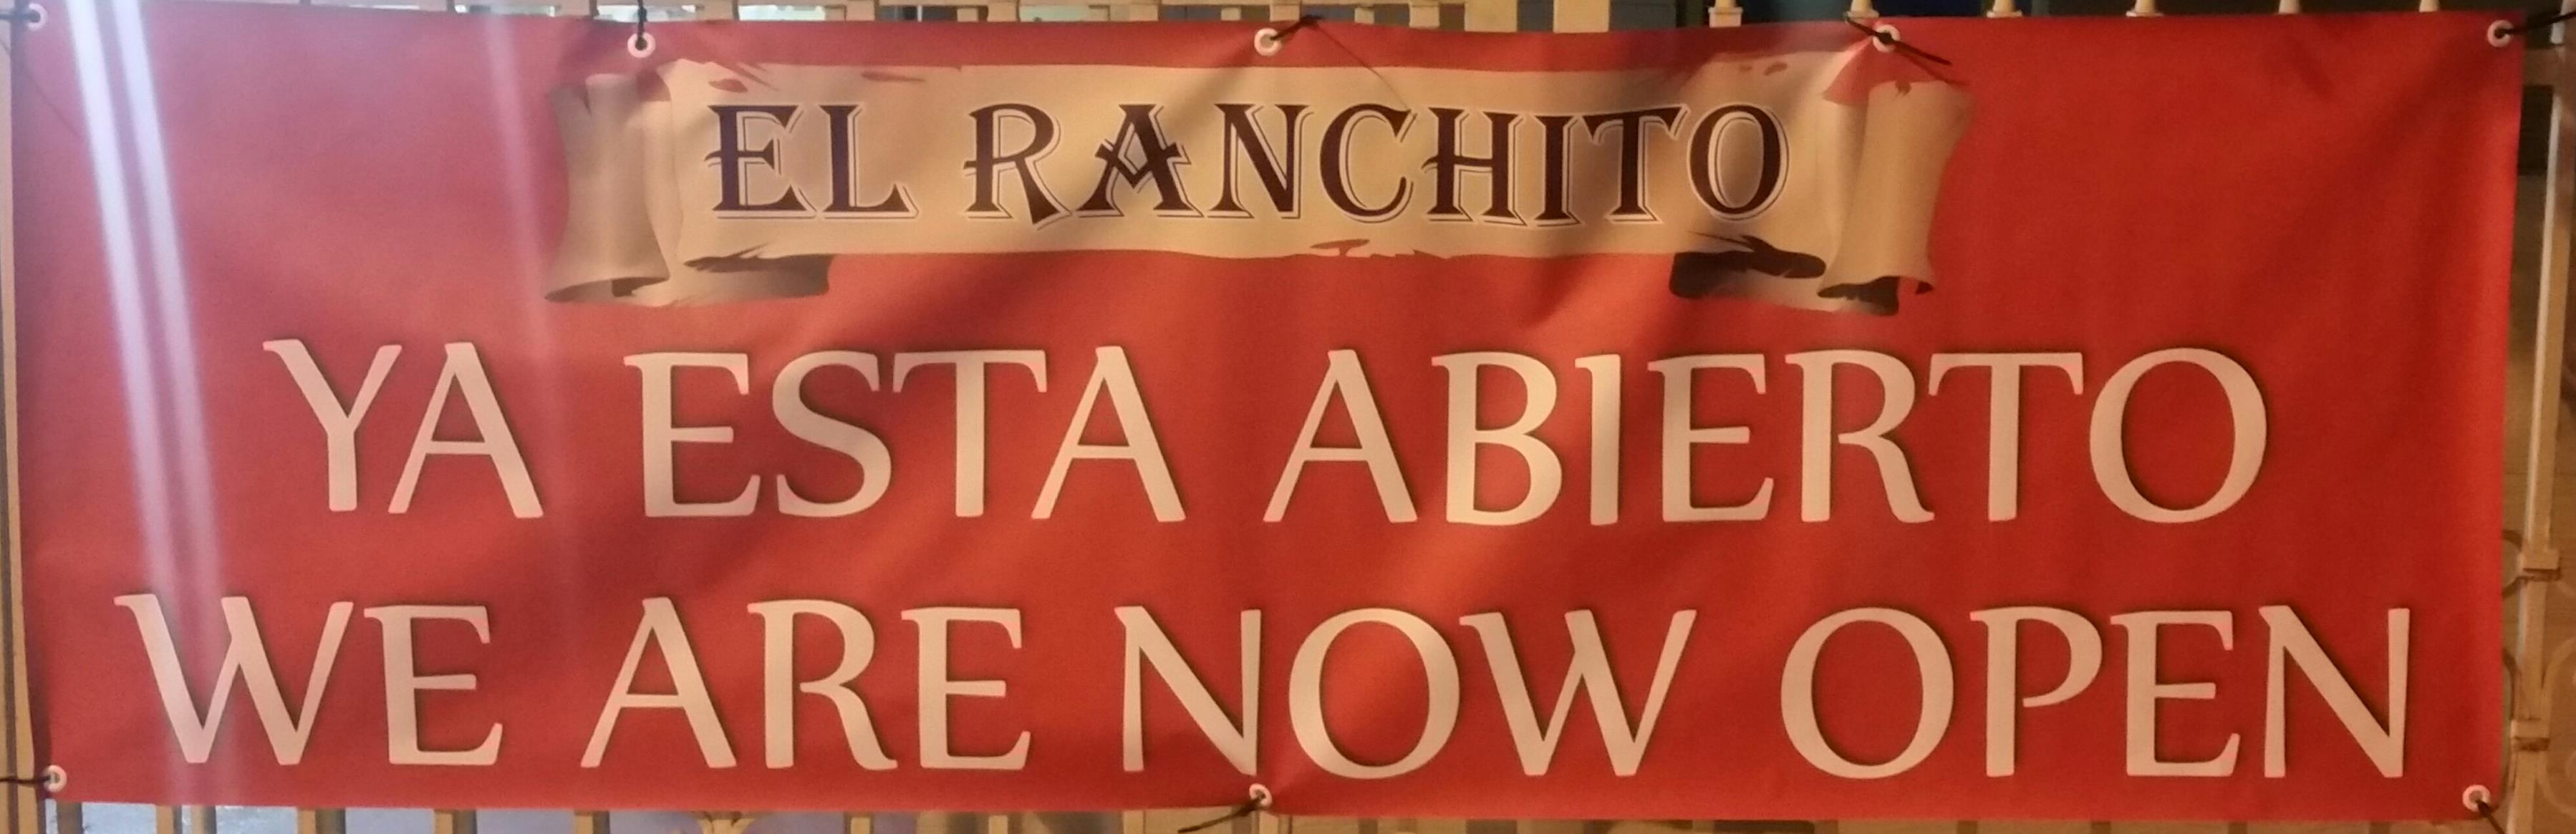 EL RANCHITO
YA ESTA ABIERTO
WE ARE NOW OPEN